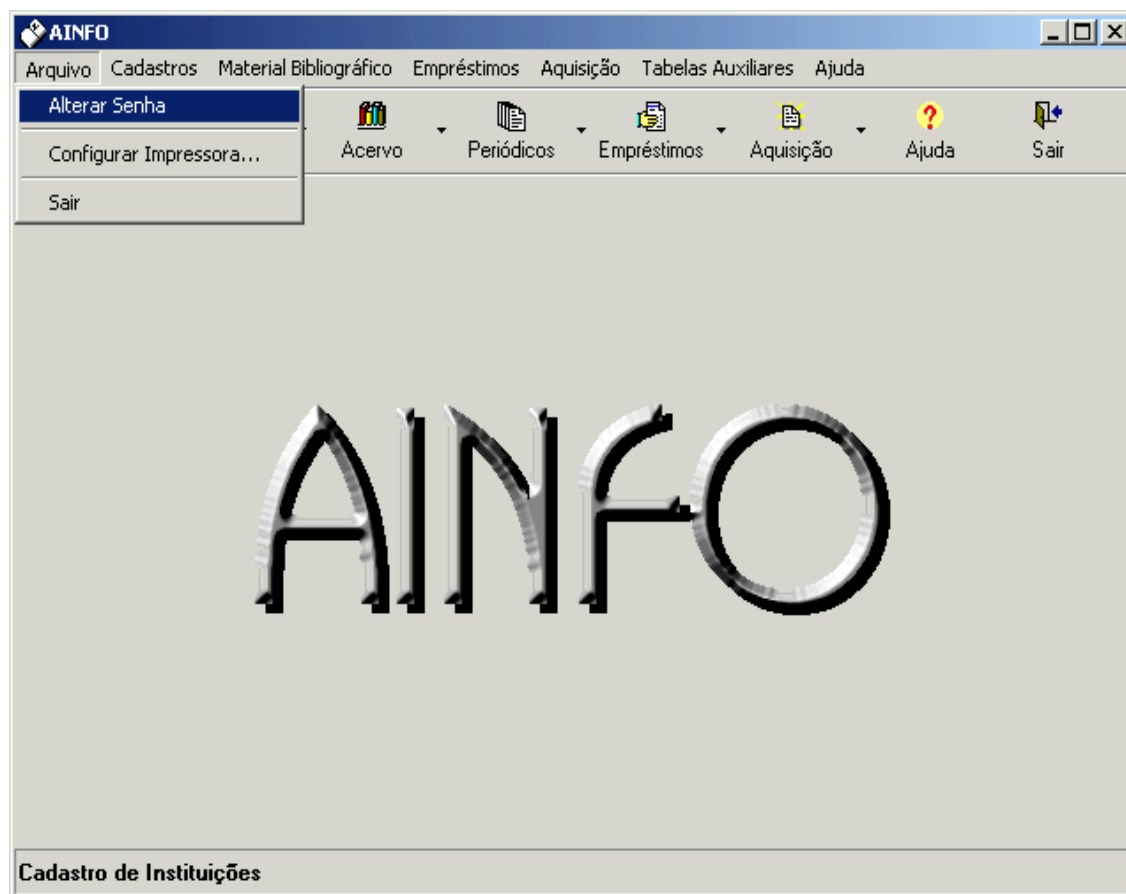 AINFO
Arquivo Cadastros Material Bibliográfico Empréstimos Aquisição Tabelas Auxiliares Ajuda
Alterar Senha
Configurar Impressora...
Sair
Acervo Periódicos Empréstimos Aquisição Ajuda Sair
AINFO
Cadastro de Instituições